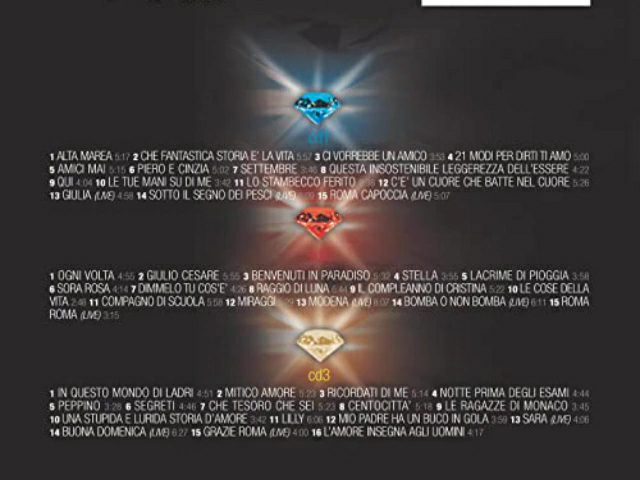 cd1
1 ALTA MAREA 5:17 2 CHE FANTASTICA STORIA E' LA VITA 5:57 3 CI VORREBBE UN AMICO 3:53 4 21 MODI PER DIRTI TI AMO 5:00
5 AMICI MAI 5:15 6 PIERO E CINZIA 5:02 7 SETTEMBRE 3:46 8 QUESTA INSOSTENIBILE LEGGEREZZA DELL'ESSERE 4:22
9 QUI 4:04 10 LE TUE MANI SU DI ME 3:42 11 LO STAMBECCO FERITO 12 C'E' UN CUORE CHE BATTE NEL CUORE 5:26
13 GIULIA (LIVE) 4:58 14 SOTTO IL SEGNO DEI PESCI (LIVE) 15 ROMA CAPOCCIA (LIVE) 5:07
1 OGNI VOLTA 4:55 2 GIULIO CESARE 5:55 3 BENVENUTI IN PARADISO 5:32 4 STELLA 3:55 5 LACRIME DI PIOGGIA 3:58
6 SORA ROSA 4:14 7 DIMMELO TU COS'E' 4:26 8 RAGGIO DI LUNA 6:44 9 IL COMPLEANNO DI CRISTINA 5:22 10 LE COSE DELLA
VITA 2:48 11 COMPAGNO DI SCUOLA 5:58 12 MIRAGGI 13 MODENA (LIVE) 8:07 14 BOMBA O NON BOMBA (LIVE) 6:11 15 ROMA
ROMA (LIVE) 3:15
cd3
1 IN QUESTO MONDO DI LADRI 4:51 2 MITICO AMORE 5:23 3 RICORDATI DI ME 5:14 4 NOTTE PRIMA DEGLI ESAMI 4:44
5 PEPPINO 3:28 6 SEGRETI 4:46 7 CHE TESORO CHE SEI 5:23 8 CENTOCITTA' 5:18 9 LE RAGAZZE DI MONACO 3:45
10 UNA STUPIDA E LURIDA STORIA D'AMORE 3:42 11 LILLY 6:06 12 MIO PADRE HA UN BUCO IN GOLA 3:59 13 SARA (LIVE) 4:06
14 BUONA DOMENICA (LIVE) 6:27 15 GRAZIE ROMA (LIVE) 4:00 16 L'AMORE INSEGNA AGLI UOMINI 4:17